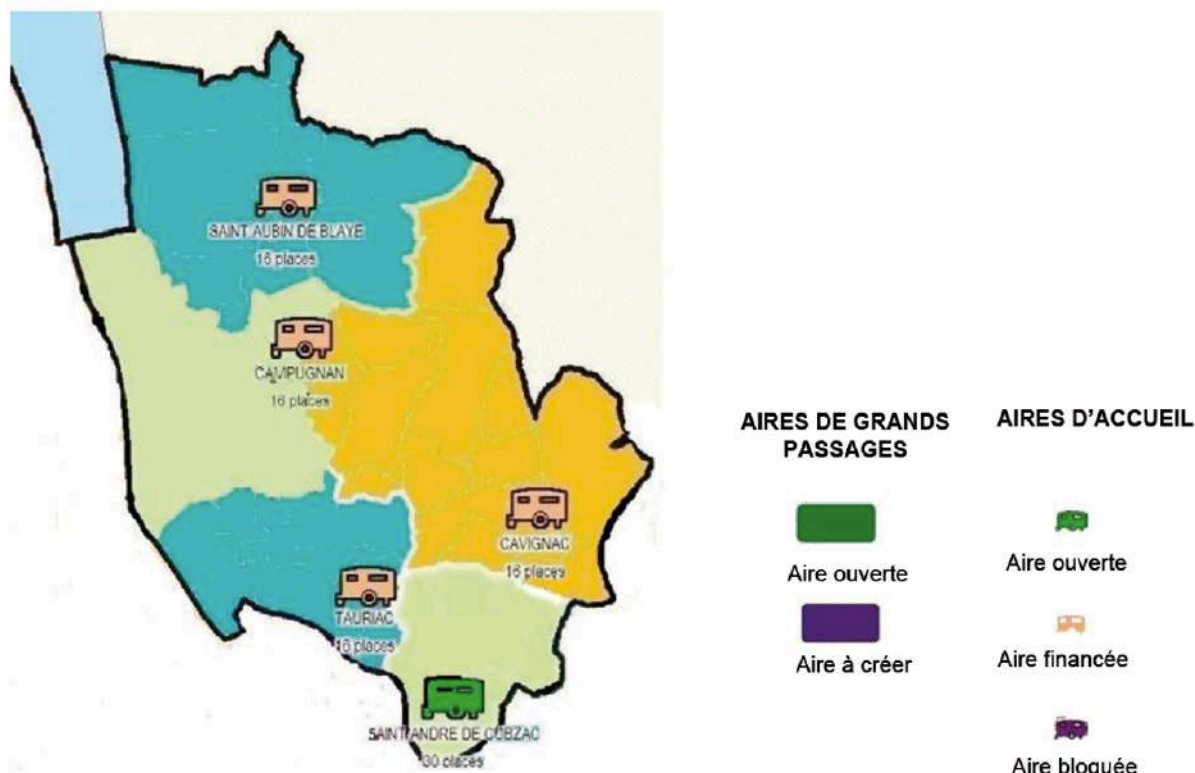 SAINT AUBIN DE BLAYE
16 places
CAMPUGNAN
16 places
CAVIGNAC
16 places
TAURIAC
16 places
SAINT ANDRE DE CUBZAC
30 places
AIRES DE GRANDS
PASSAGES
Aire ouverte
Aire à créer
AIRES D'ACCUEIL
Aire ouverte
Aire financée
Aire bloquée